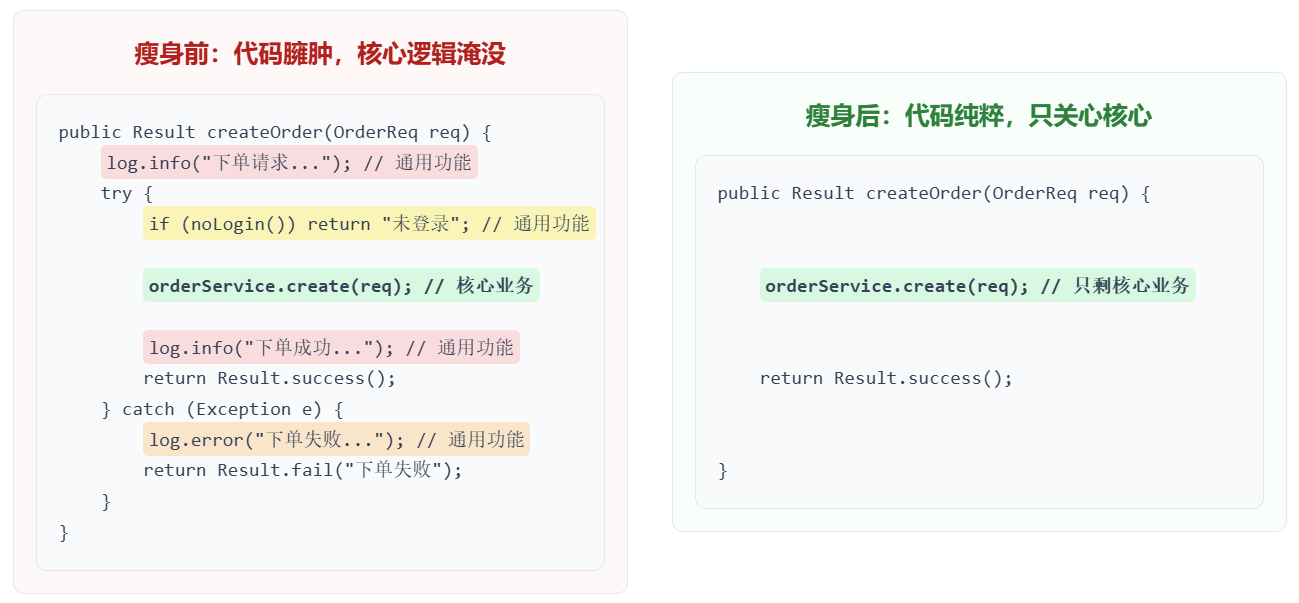 瘦身前：代码臃肿，核心逻辑淹没
public Result createOrder(OrderReq req) {
log.info("下单请求..."); // 通用功能
try {
if (noLogin()) return "未登录"; // 通用功能
orderService.create(req); // 核心业务
log.info("下单成功..."); // 通用功能
return Result.success();
} catch (Exception e) {
log.error("下单失败..."); // 通用功能
return Result.fail("下单失败");
}
}
瘦身后：代码纯粹，只关心核心
public Result createOrder(OrderReq req) {
orderService.create(req); // 只剩核心业务
return Result.success();
}